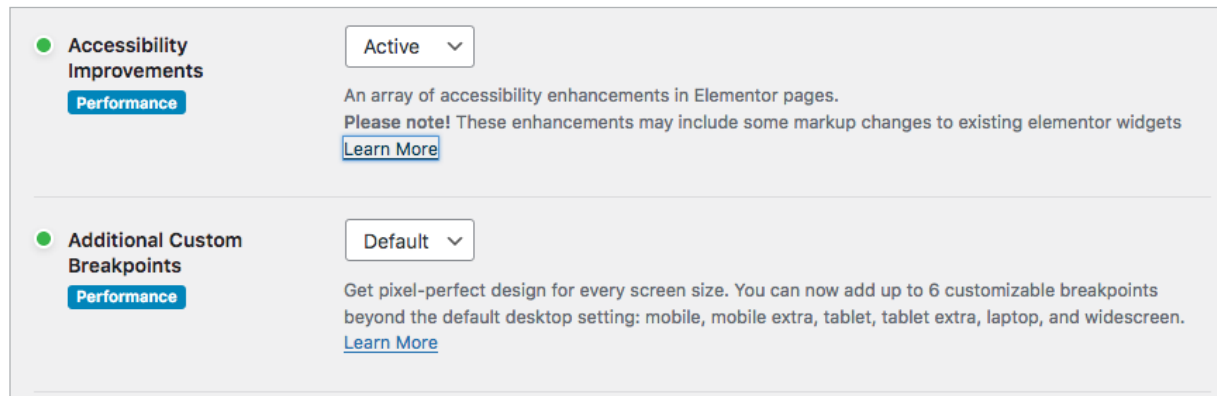 Accessibility
Improvements
Performance
Active
An array of accessibility enhancements in Elementor pages.
Please note! These enhancements may include some markup changes to existing elementor widgets
Learn More
Additional Custom
Breakpoints
Performance
Default
Get pixel-perfect design for every screen size. You can now add up to 6 customizable breakpoints
beyond the default desktop setting: mobile, mobile extra, tablet, tablet extra, laptop, and widescreen.
Learn More